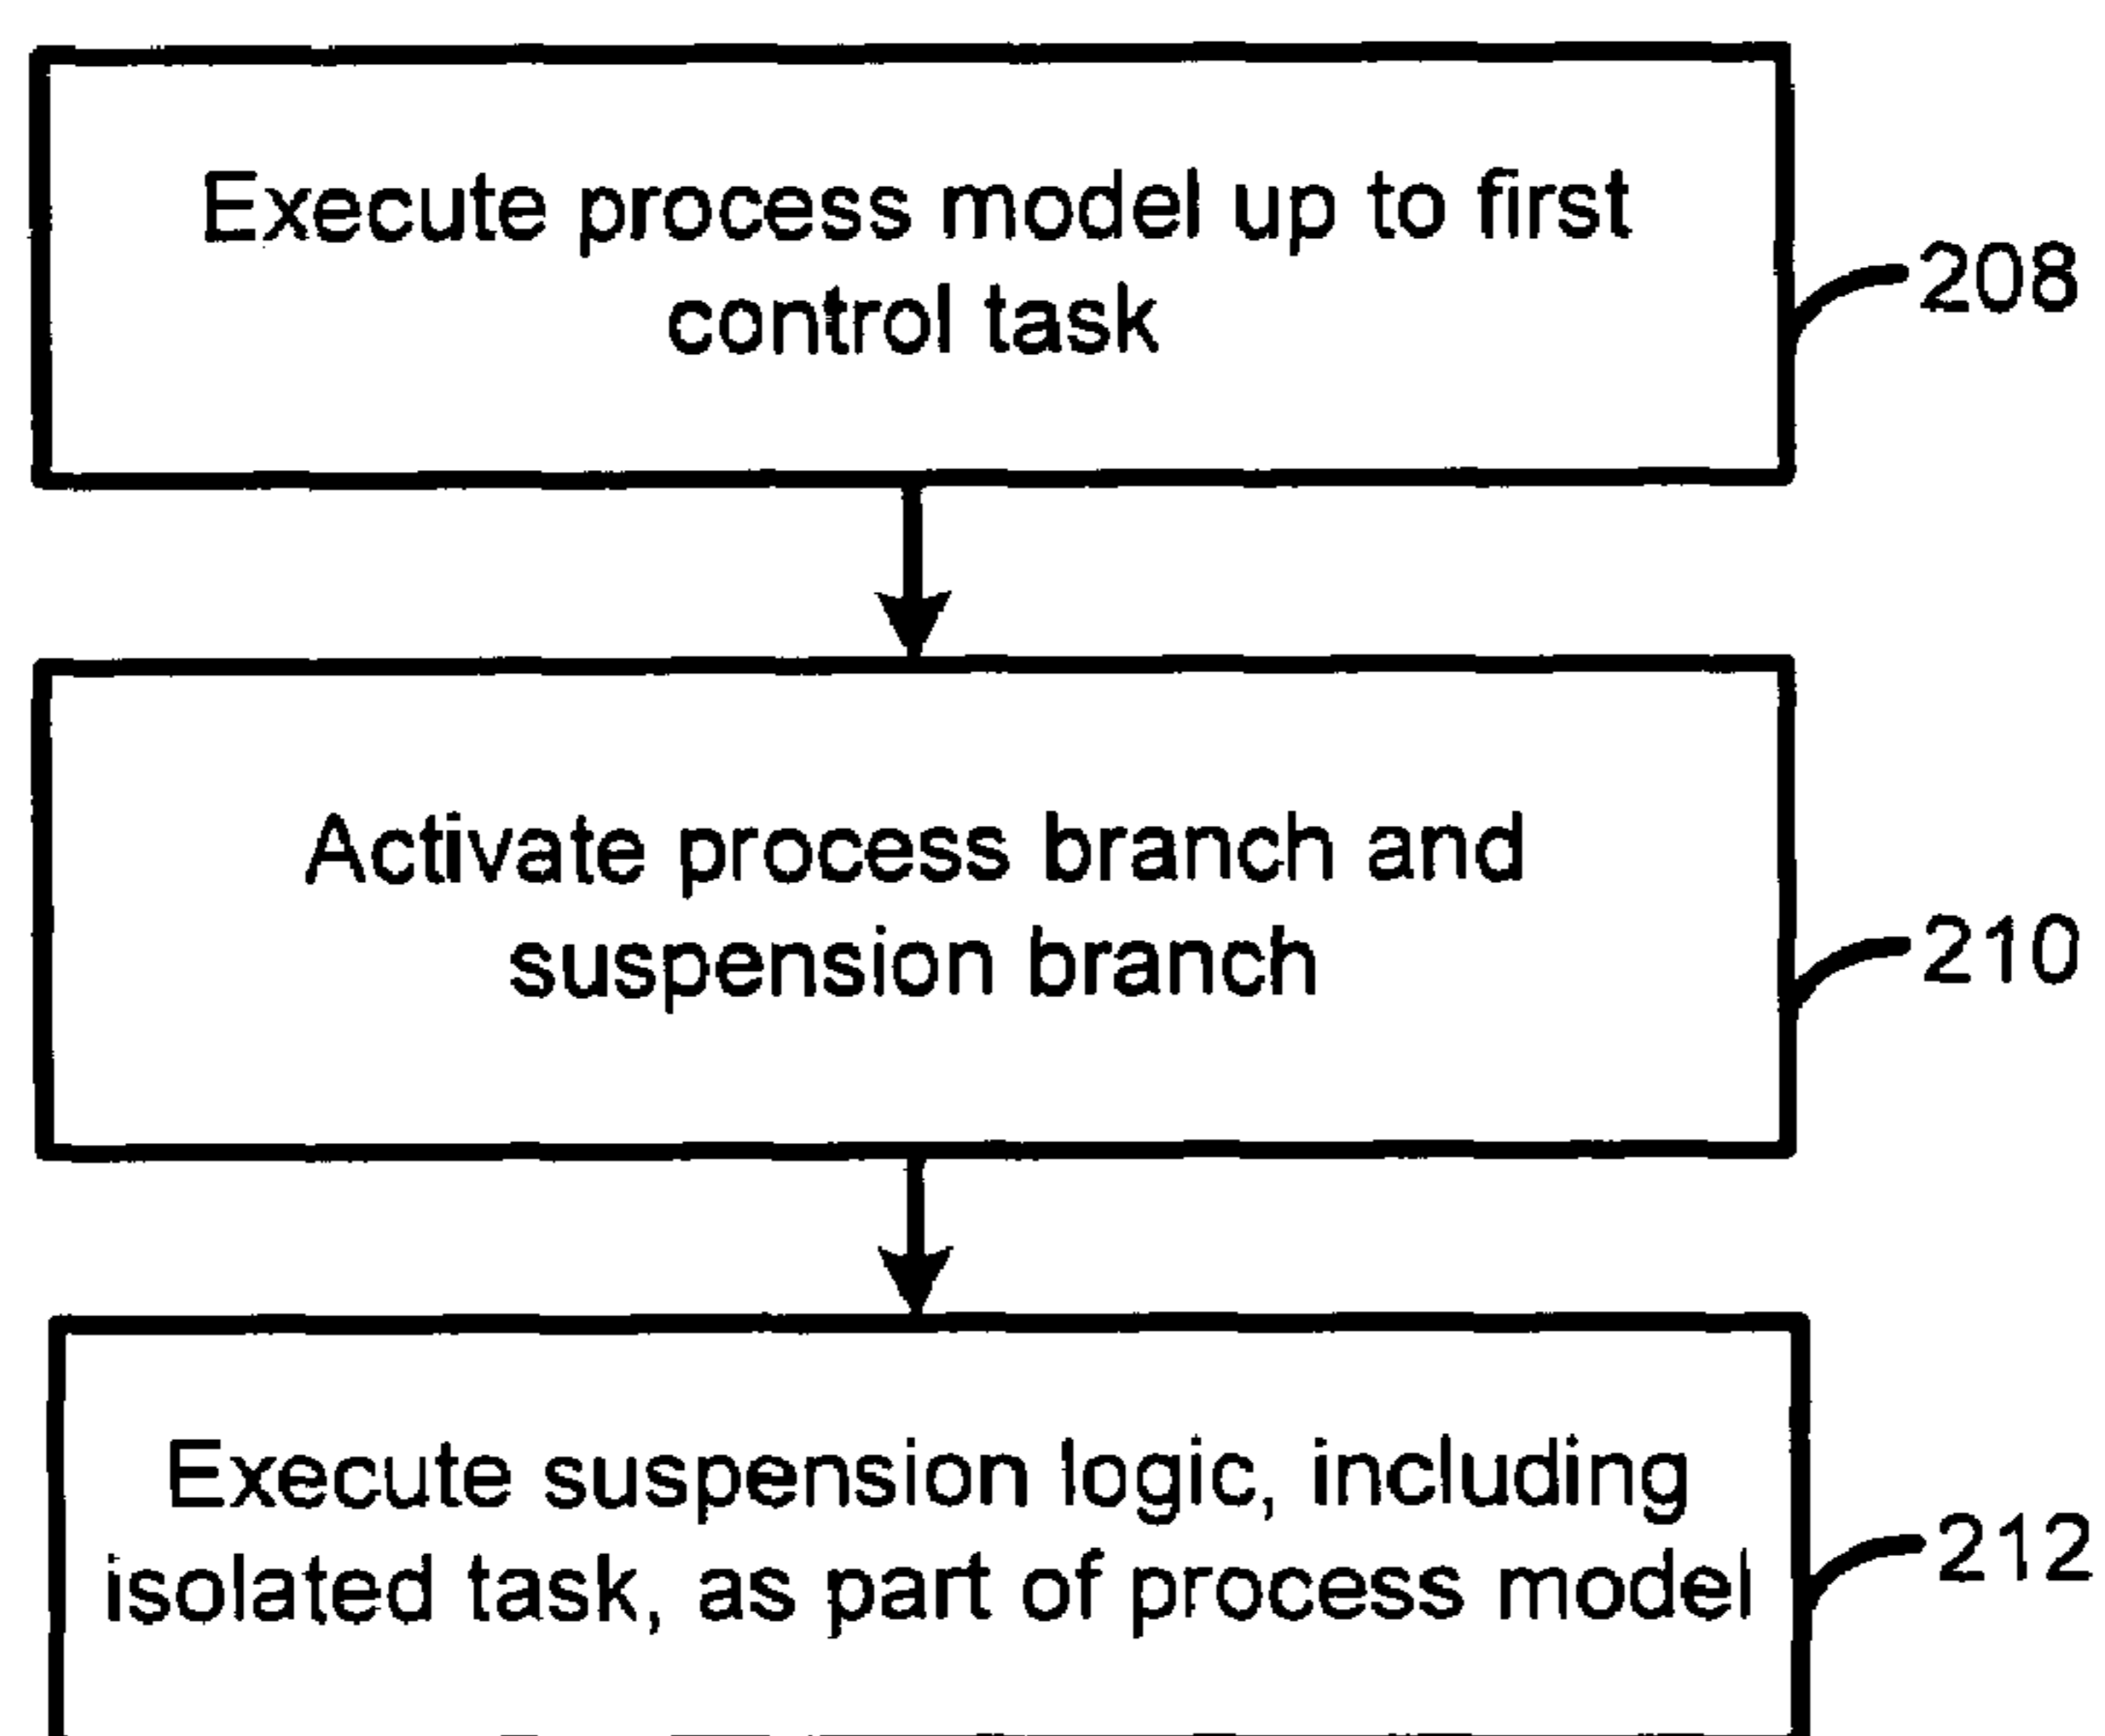 Execute process model up to first
control task
208
Activate process branch and
suspension branch
210
Execute suspension logic, including
isolated task, as part of process model
212